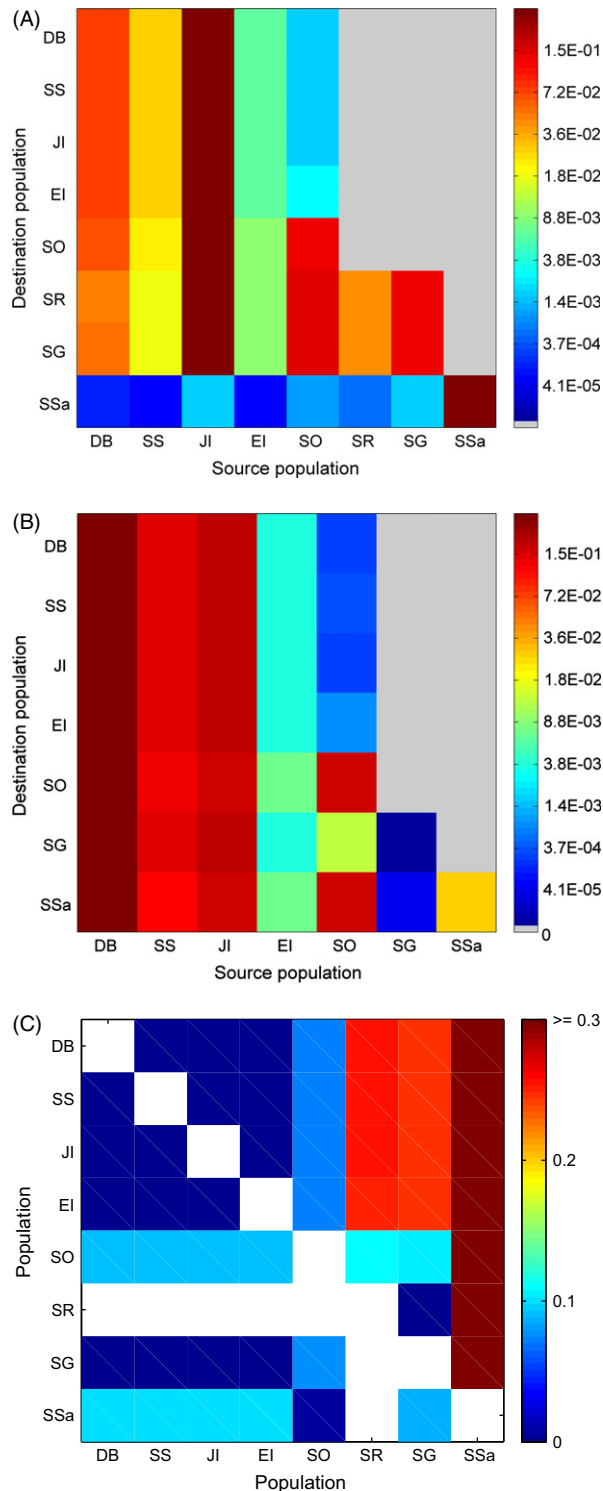 (A)
DB
SS
JI
EI
SO
SR
SG
SSa
Destination population
DB SS JI EI SO SR SG SSa
Source population
1.5E-01
7.2E-02
3.6E-02
1.8E-02
8.8E-03
3.8E-03
1.4E-03
3.7E-04
4.1E-05
(B)
DB
SS
JI
EI
SO
SG
SSa
Destination population
DB SS JI EI SO SG SSa
Source population
1.5E-01
7.2E-02
3.6E-02
1.8E-02
8.8E-03
3.8E-03
1.4E-03
3.7E-04
4.1E-05
0
(C)
DB
SS
JI
EI
SO
SR
SG
SSa
Population
DB SS JI EI SO SR SG SSa
Population
>= 0.3
0.2
0.1
0